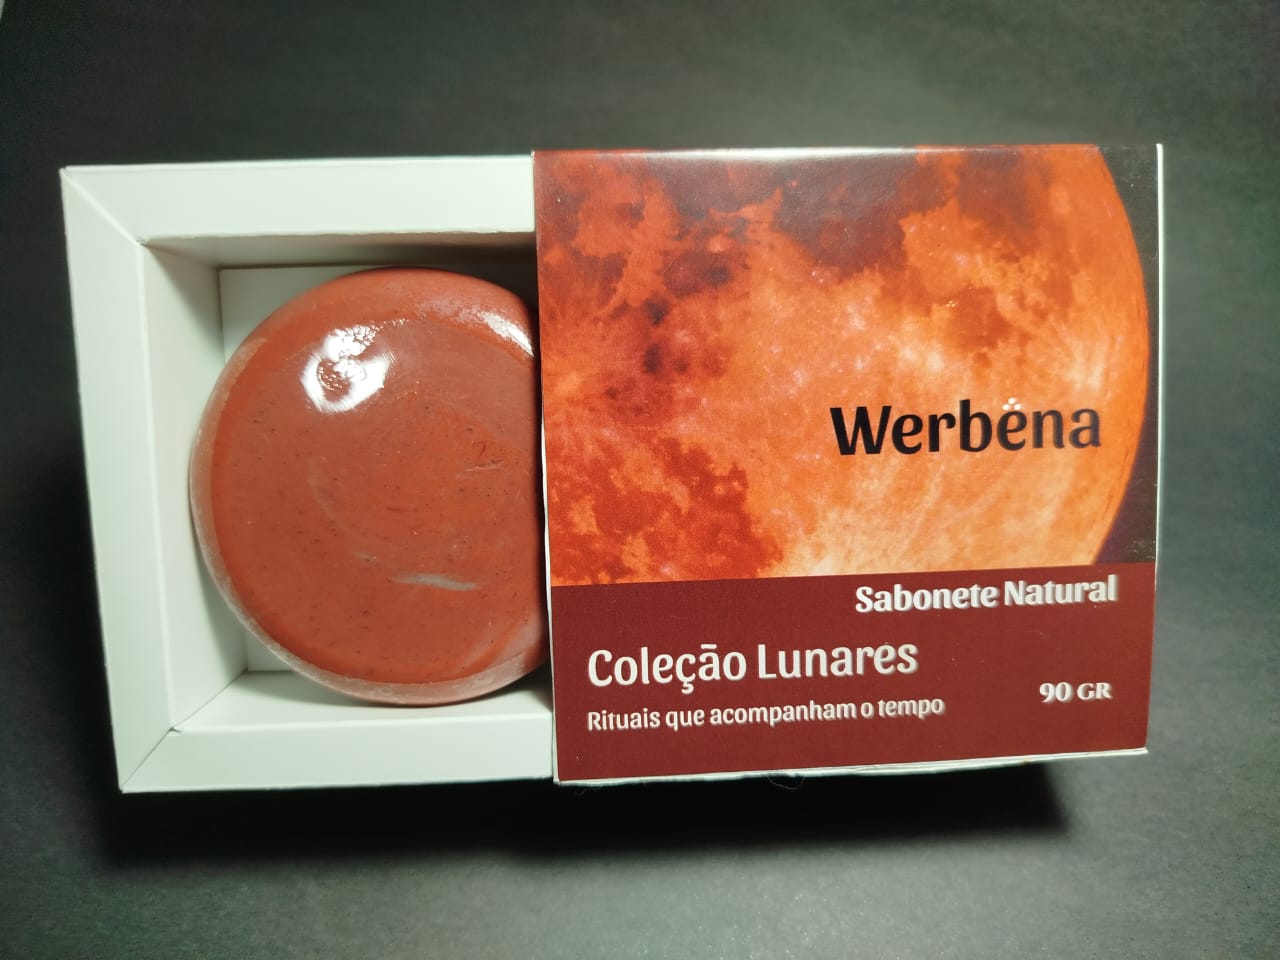 Werbena
Sabonete Natural
Coleção Lunares
90 GR
Rituais que acompanham o tempo